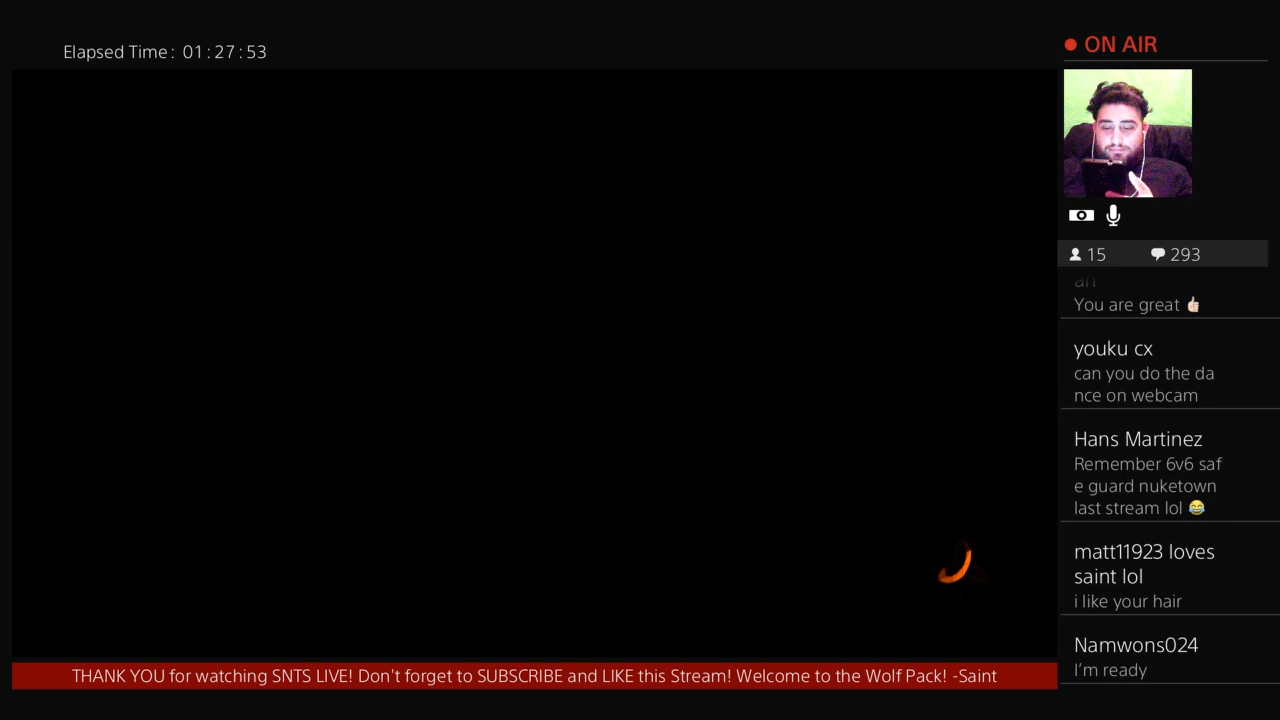 Elapsed Time: 01:27:53
ON AIR
15 293
an
You are great 👍🏻
youku cx
can you do the da
nce on webcam
Hans Martinez
Remember 6v6 saf
e guard nuketown
last stream lol 😂
matt11923 loves
saint lol
i like your hair
Namwons024
I'm ready
THANK YOU for watching SNTS LIVE! Don't forget to SUBSCRIBE and LIKE this Stream! Welcome to the Wolf Pack! -Saint